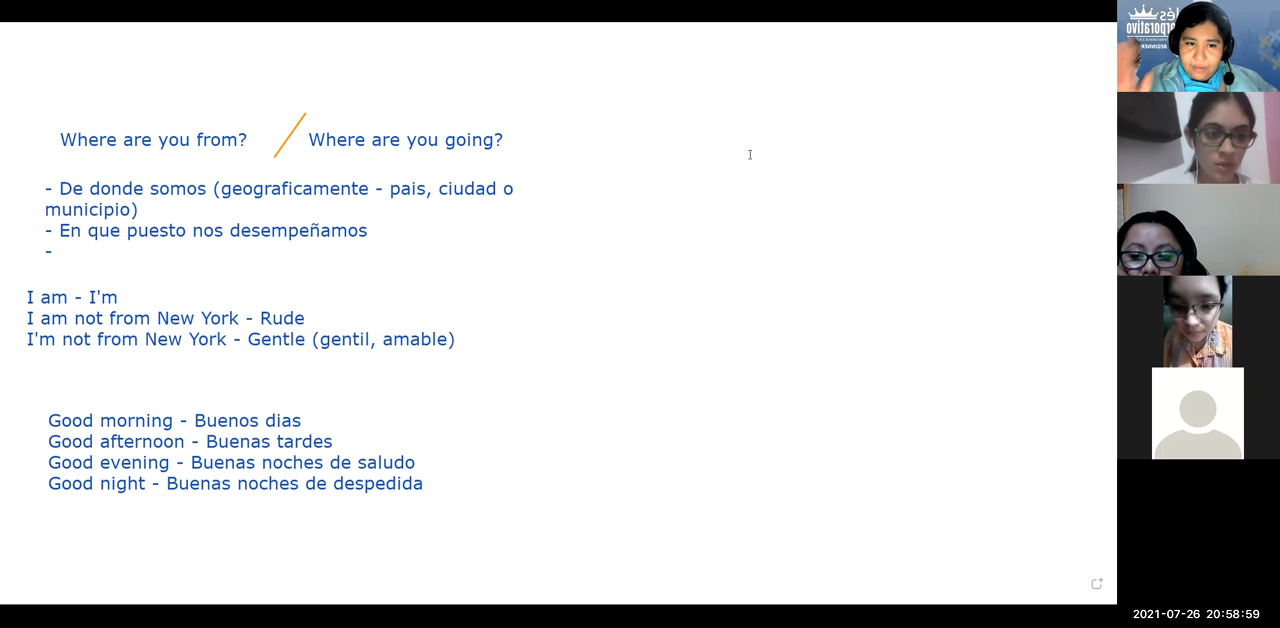 Where are you from? Where are you going?
- De donde somos (geograficamente - pais, ciudad o
municipio)
- En que puesto nos desempeñamos
-
I am - I'm
I am not from New York - Rude
I'm not from New York - Gentle (gentil, amable)
Good morning - Buenos dias
Good afternoon - Buenas tardes
Good evening - Buenas noches de saludo
Good night - Buenas noches de despedida
2021-07-26 20:58:59